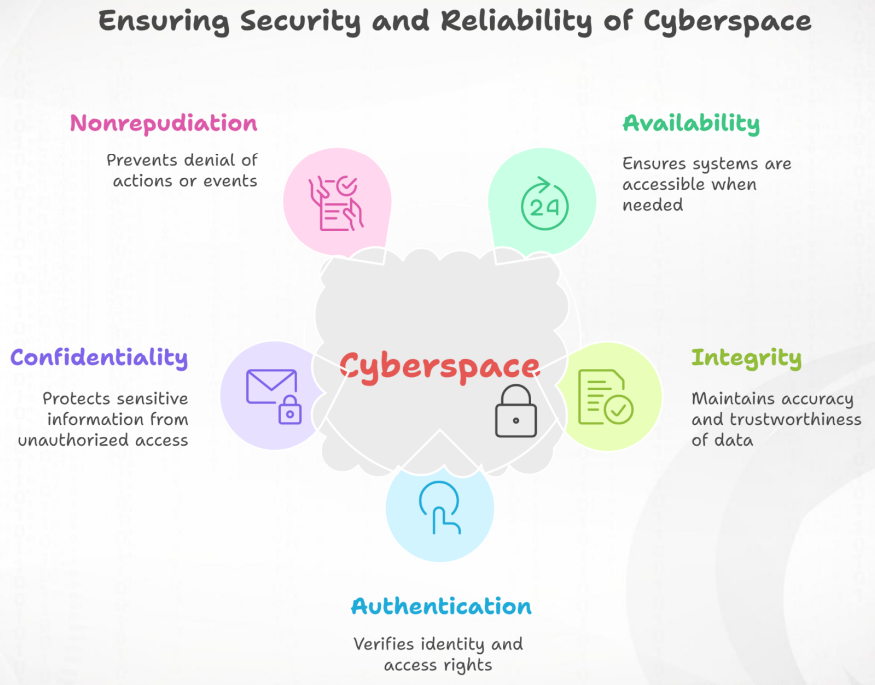 Ensuring Security and Reliability of Cyberspace
Nonrepudiation
Prevents denial of
actions or events
Availability
Ensures systems are
accessible when
needed
24
Confidentiality
Protects sensitive
information from
unauthorized access
Cyberspace
Integrity
Maintains accuracy
and trustworthiness
of data
Authentication
Verifies identity and
access rights